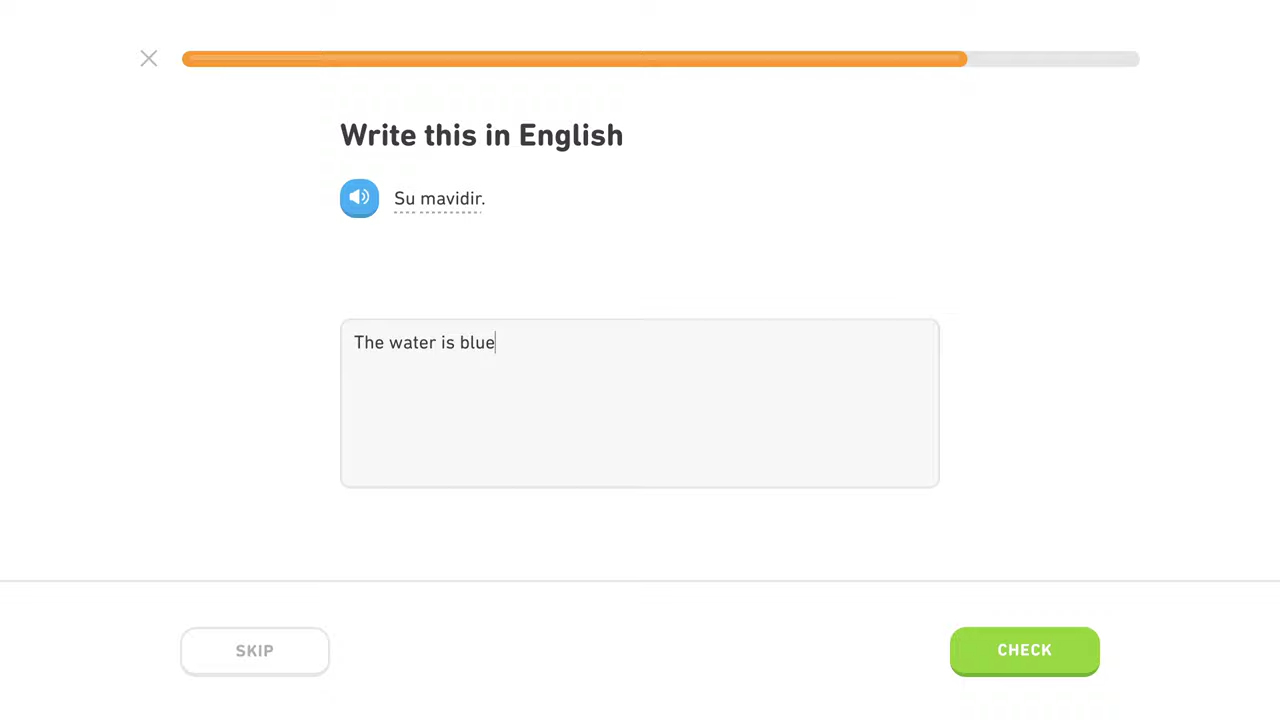 Write this in English
Su mavidir.
The water is blue
SKIP
CHECK